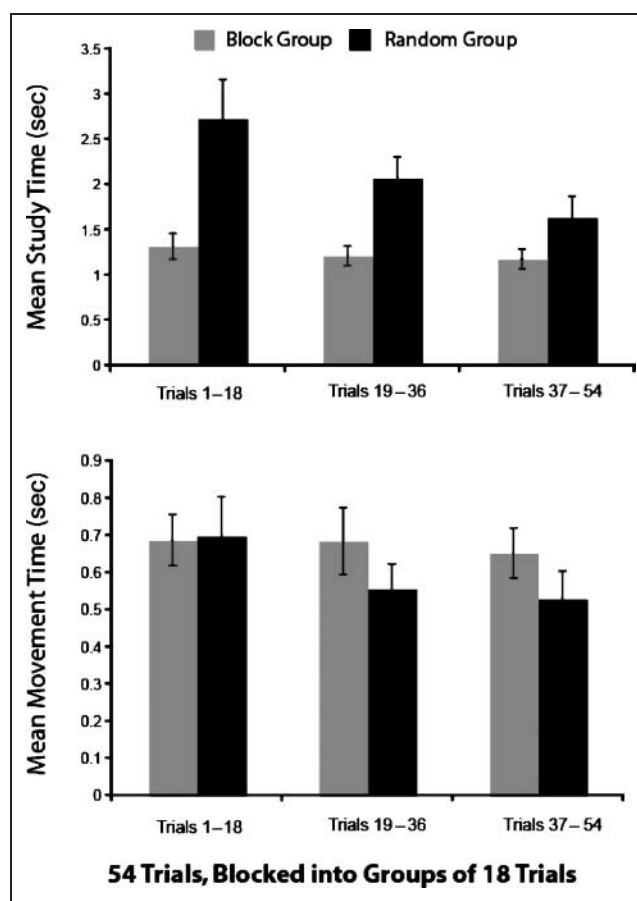 Block Group
Random Group
Mean Study Time (sec)
3.5
3
2.5
2
1.5
1
0.5
0
Trials 1–18
Trials 19–36
Trials 37–54
Mean Movement Time (sec)
0.9
0.8
0.7
0.6
0.5
0.4
0.3
0.2
0.1
0
Trials 1–18
Trials 19–36
Trials 37–54
54 Trials, Blocked into Groups of 18 Trials